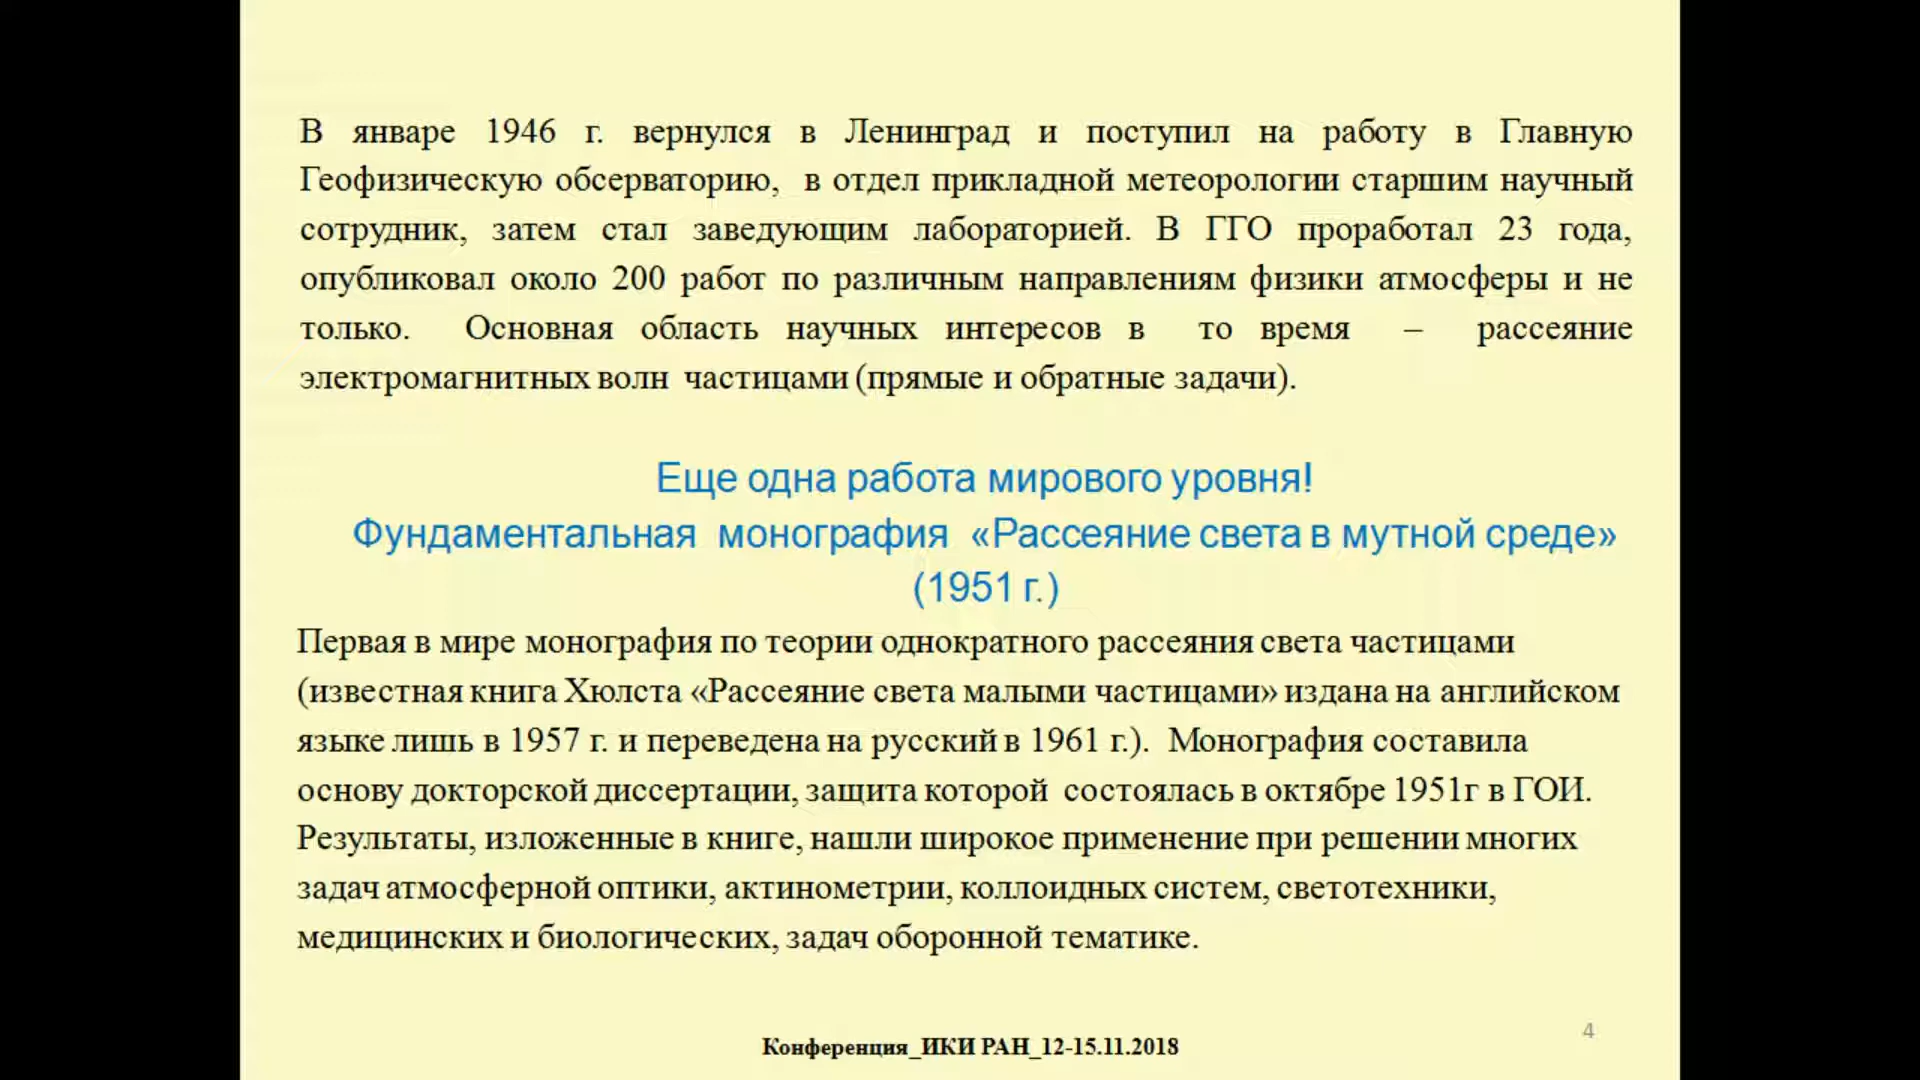 В январе 1946 г. вернулся в Ленинград и поступил на работу в Главную
Геофизическую обсерваторию, в отдел прикладной метеорологии старшим научный
сотрудник, затем стал заведующим лабораторией. В ГГО проработал 23 года,
опубликовал около 200 работ по различным направлениям физики атмосферы и не
только. Основная область научных интересов в то время – рассеяние
электромагнитных волн частицами (прямые и обратные задачи).
Еще одна работа мирового уровня!
Фундаментальная монография «Рассеяние света в мутной среде»
(1951 г.)
Первая в мире монография по теории однократного рассеяния света частицами
(известная книга Хюлста «Рассеяние света малыми частицами» издана на английском
языке лишь в 1957 г. и переведена на русский в 1961 г.). Монография составила
основу докторской диссертации, защита которой состоялась в октябре 1951г в ГОИ.
Результаты, изложенные в книге, нашли широкое применение при решении многих
задач атмосферной оптики, актинометрии, коллоидных систем, светотехники,
медицинских и биологических, задач оборонной тематике.
Конференция_ИКИ РАН_12-15.11.2018
4